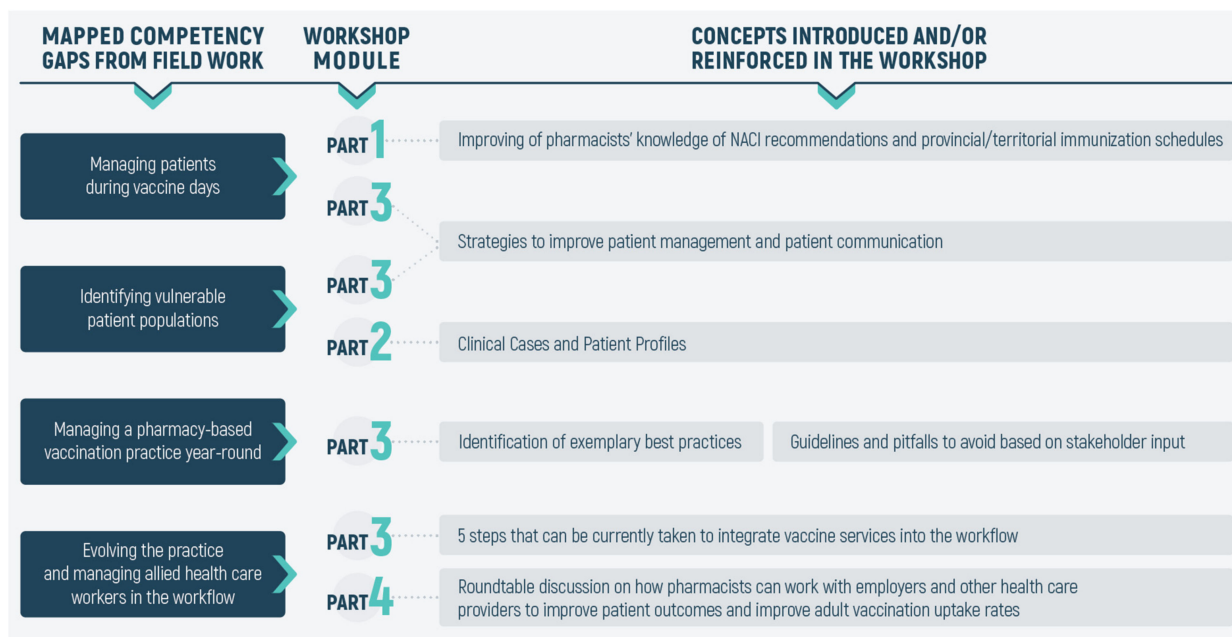 MAPPED COMPETENCY
GAPS FROM FIELD WORK
WORKSHOP
MODULE
CONCEPTS INTRODUCED AND/OR
REINFORCED IN THE WORKSHOP
Managing patients
during vaccine days
PART 1
Improving of pharmacists' knowledge of NACI recommendations and provincial/territorial immunization schedules
PART 3
Strategies to improve patient management and patient communication
Identifying vulnerable
patient populations
PART 3
PART 2
Clinical Cases and Patient Profiles
Managing a pharmacy-based
vaccination practice year-round
PART 3
Identification of exemplary best practices
Guidelines and pitfalls to avoid based on stakeholder input
Evolving the practice
and managing allied health care
workers in the workflow
PART 3
5 steps that can be currently taken to integrate vaccine services into the workflow
PART 4
Roundtable discussion on how pharmacists can work with employers and other health care
providers to improve patient outcomes and improve adult vaccination uptake rates